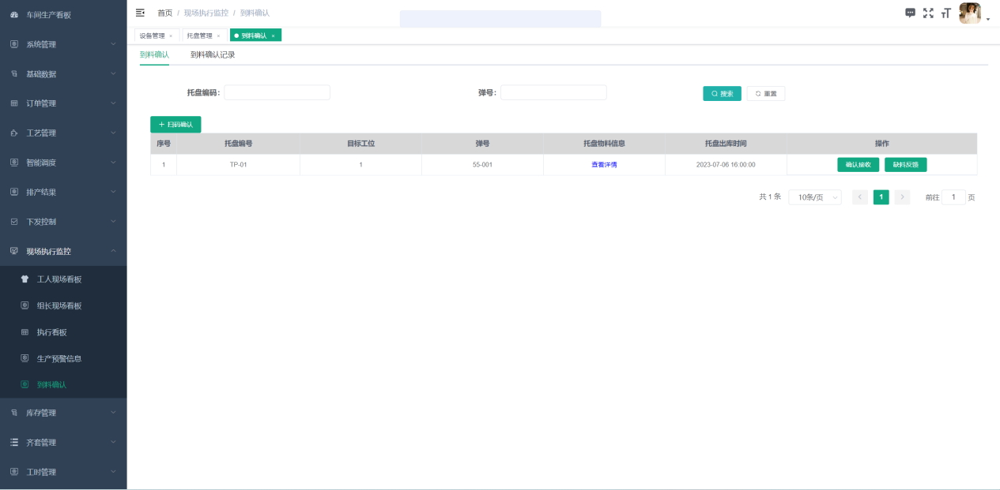 车间生产看板
系统管理
基础数据
订单管理
工艺管理
智能调度
排产结果
下发控制
现场执行监控
工人现场看板
组长现场看板
执行看板
生产预警信息
到料确认
库存管理
齐套管理
工时管理
首页 / 现场执行监控 / 到料确认
设备管理 × 托盘管理 × 到料确认 ×
到料确认 到料确认记录
托盘编码： 弹号： 搜索 重置
+ 扫码确认
序号 托盘编号 目标工位 弹号 托盘物料信息 托盘出库时间 操作
1 TP-01 1 55-001 查看详情 2023-07-06 16:00:00 确认接收 缺料反馈
共 1 条 10条/页 < 1 > 前往 1 页